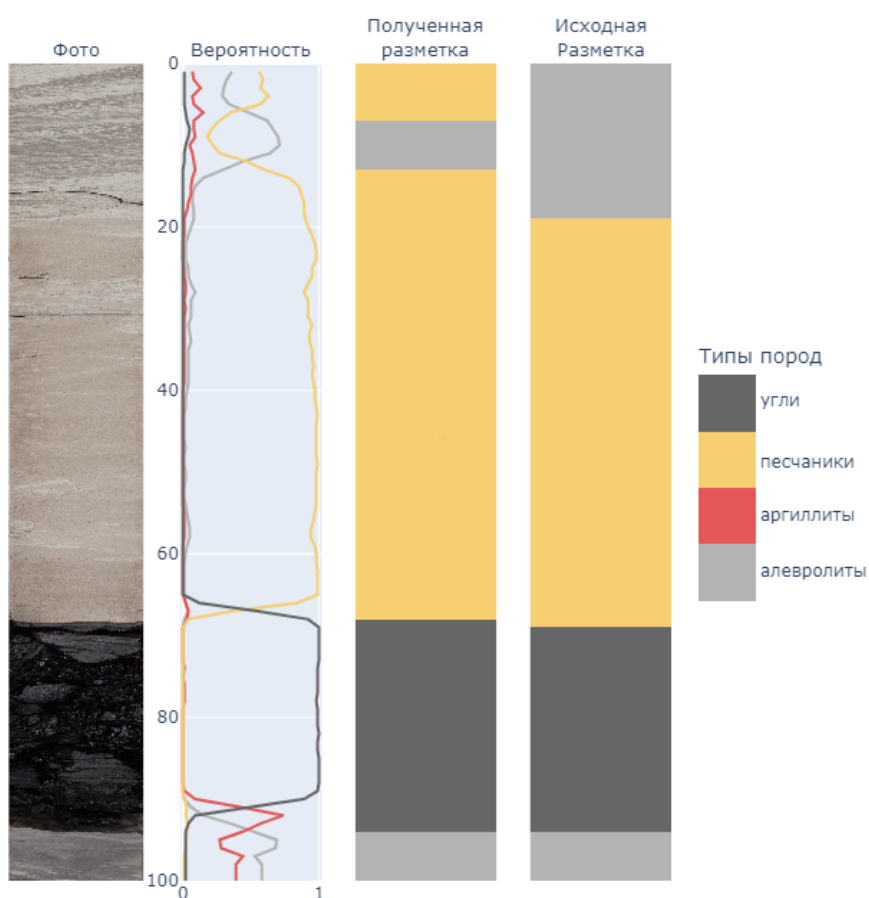 Фото
Вероятность
Полученная
разметка
Исходная
Разметка
0
20
40
60
80
100
0
1
Типы пород
угли
песчаники
аргиллиты
алевролиты